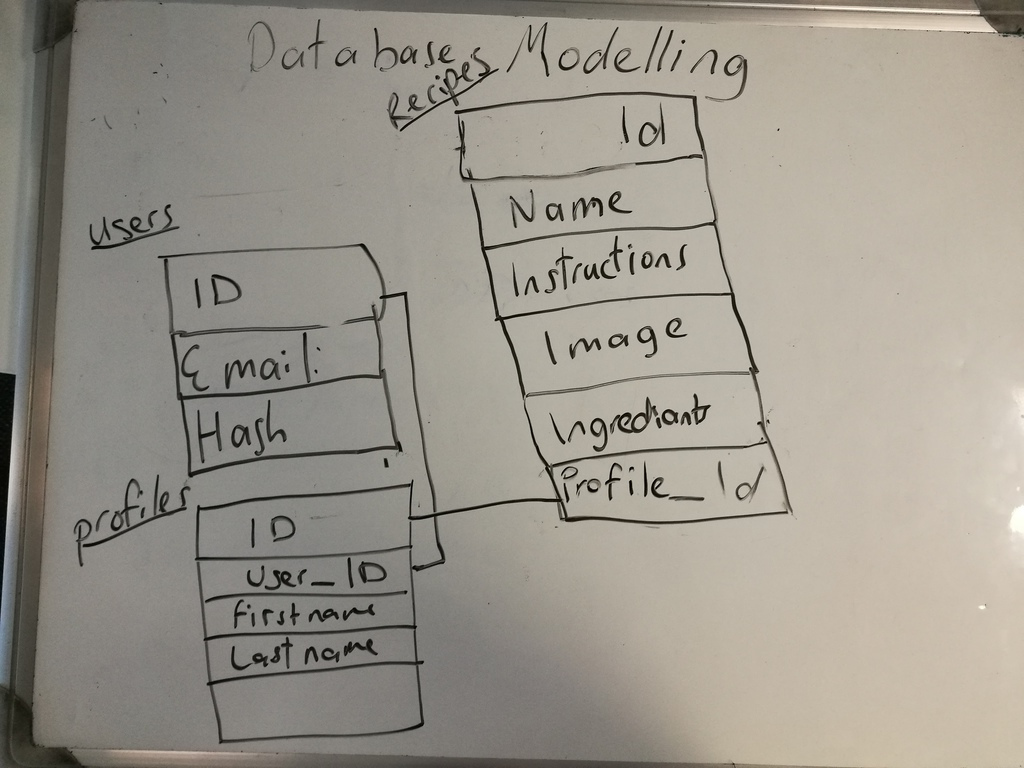 Database Modelling
Recipes
Id
Name
Instructions
Image
Ingrediants
Profile_Id
users
ID
Email:
Hash
profiles
ID
user_ID
firstname
Lastname